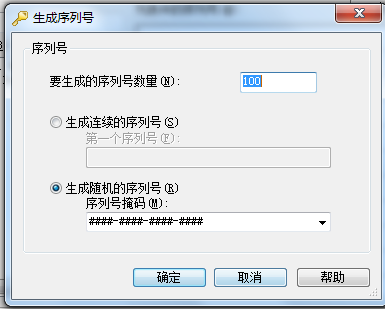 生成序列号
序列号
要生成的序列号数量(N):
100
生成连续的序列号(S)
第一个序列号(F):
生成随机的序列号(R)
序列号掩码(M):
####-####-####-####
确定
取消
帮助